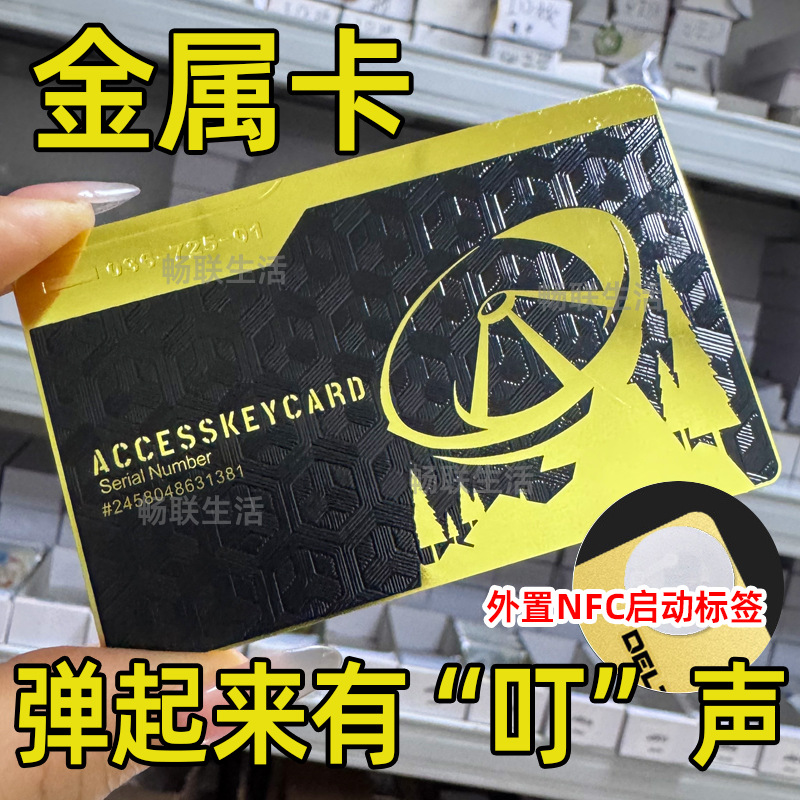 金属卡
036-725-01
畅联生活
畅联生活
ACCESSKEYCARD
Serial Number
#2458048631381
畅联生活
畅联生活
外置NFC启动标签
DEL
弹起来有“叮”声